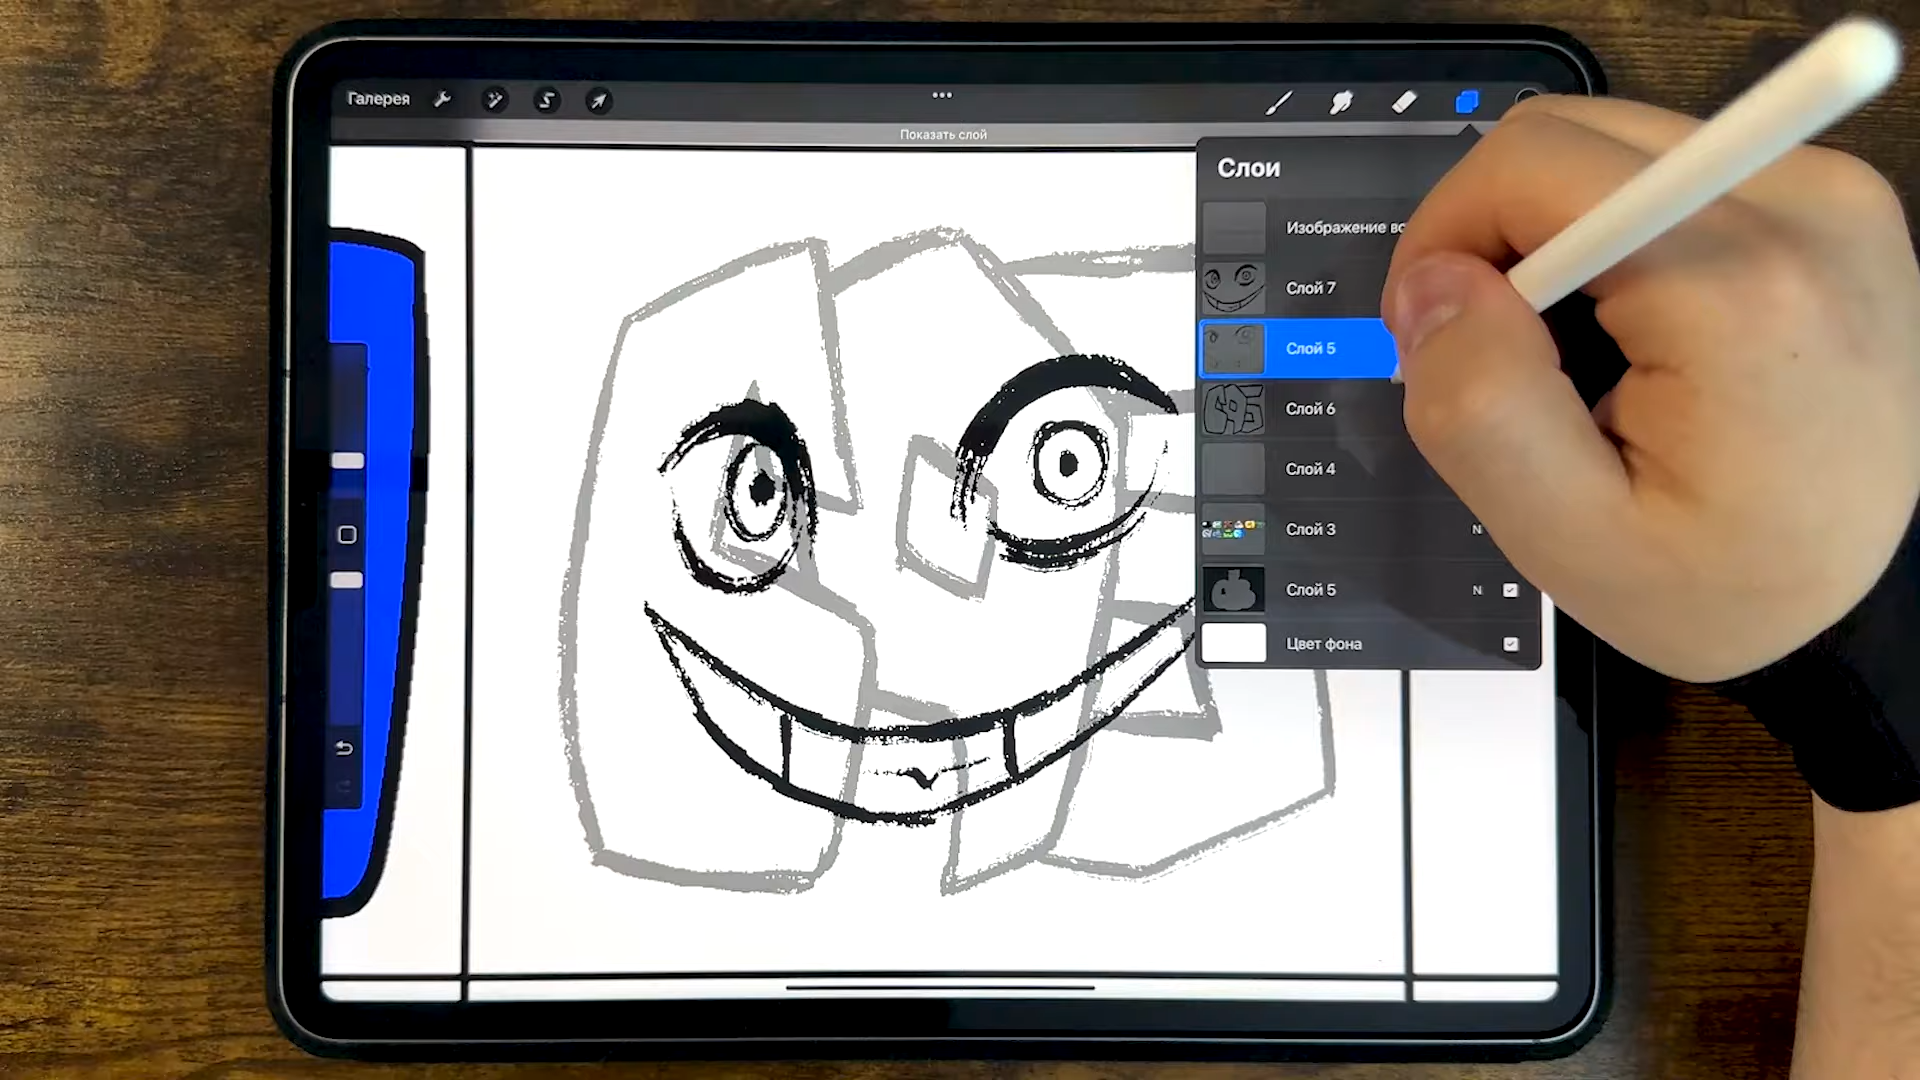 Галерея
Показать слой
Слои
Изображение вс
Слой 7
Слой 5
Слой 6
Слой 4
Слой 3 N
Слой 5 N
Цвет фона